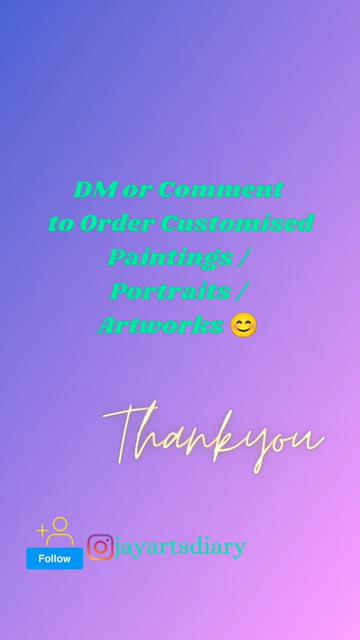 DM or Comment
to Order Customised
Paintings /
Portraits /
Artworks 😊
Thankyou
Follow
jayartsdiary